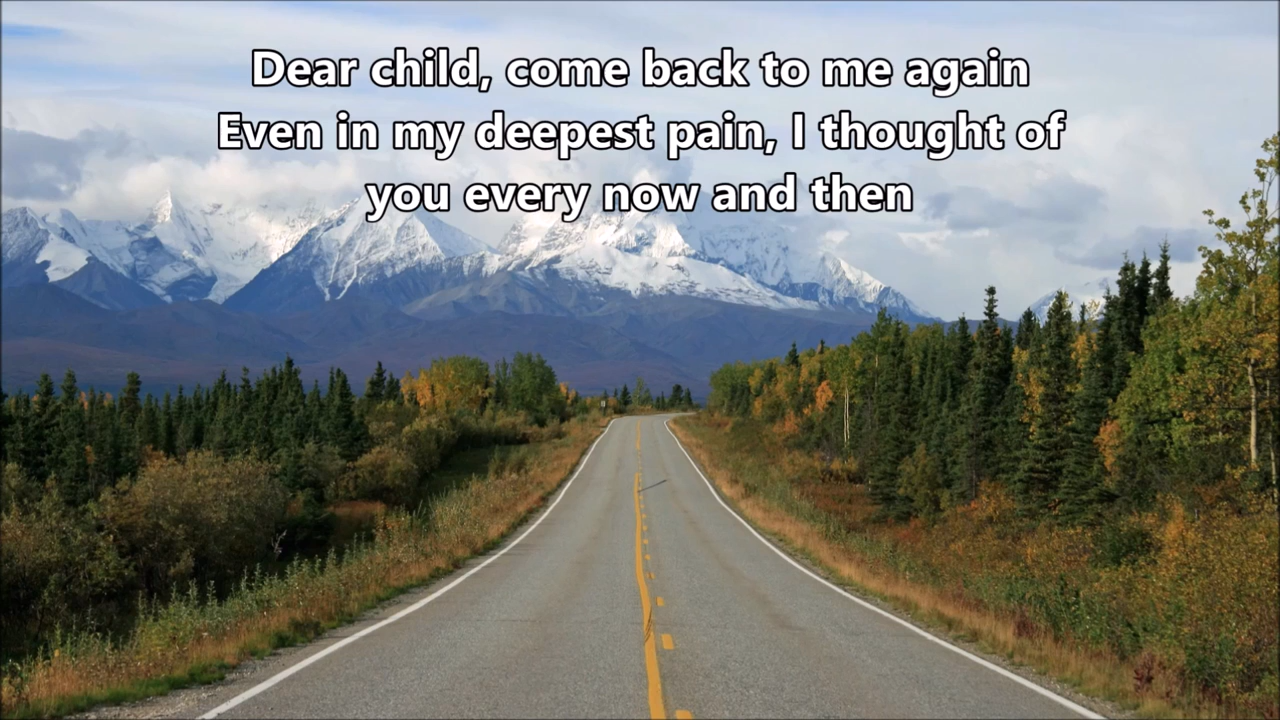 Dear child, come back to me again
Even in my deepest pain, I thought of
you every now and then